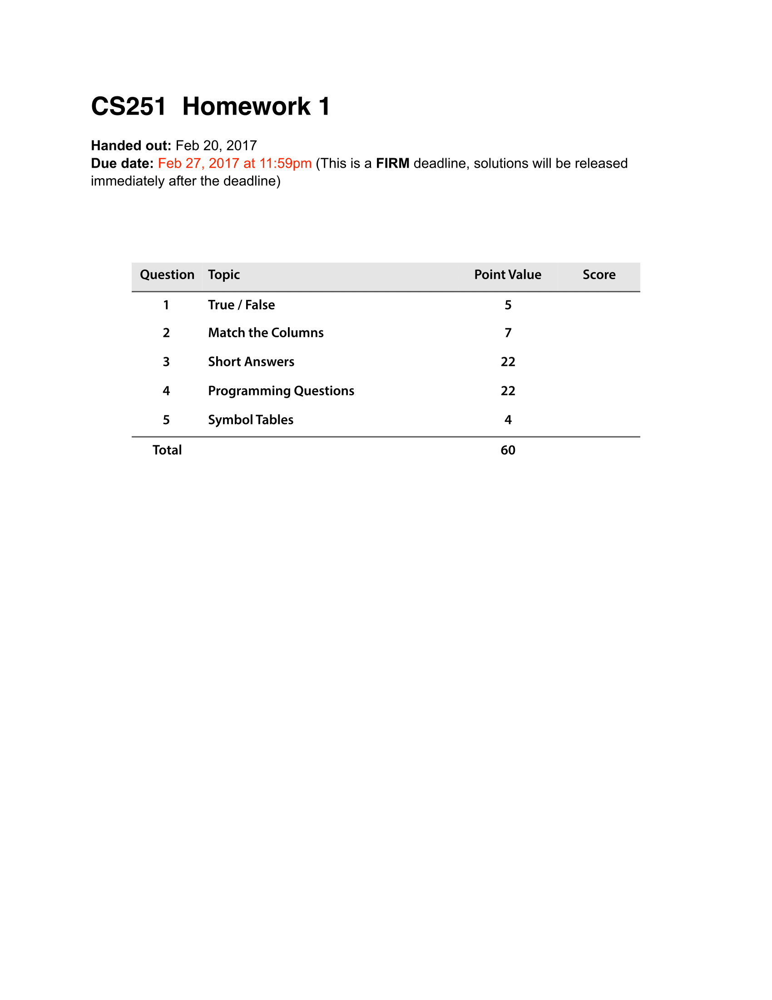 CS251 Homework 1
Handed out: Feb 20, 2017
Due date: Feb 27, 2017 at 11:59pm (This is a FIRM deadline, solutions will be released
immediately after the deadline)
Question Topic Point Value Score
1 True / False 5
2 Match the Columns 7
3 Short Answers 22
4 Programming Questions 22
5 Symbol Tables 4
Total 60